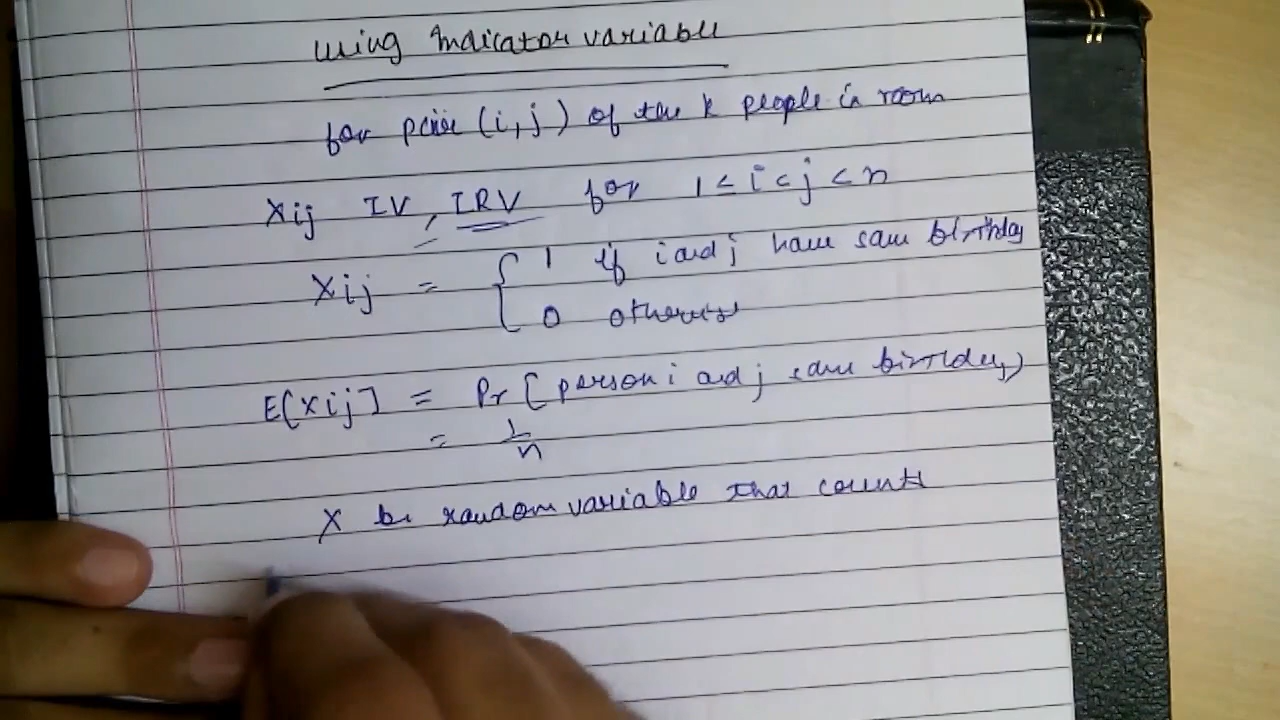 using Indicator variable
for pair (i,j) of the k people in room
Xij IV, IRV for 1 < i < j < n
Xij = { 1 if i and j have same birthday
0 otherwise
E[Xij] = Pr [person i and j same birthday)
= 1/n
X be random variable that counts